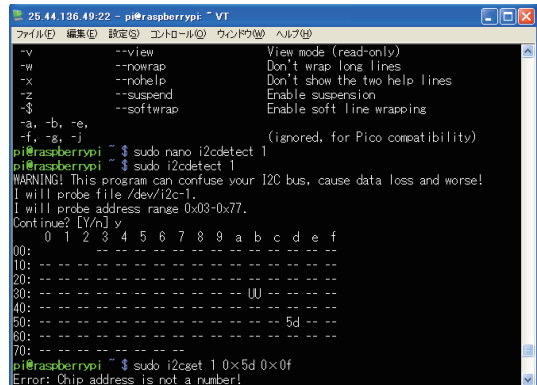 25.44.136.49:22 - pi@raspberrypi: ~ VT
ファイル(F) 編集(E) 設定(S) コントロール(O) ウィンドウ(W) ヘルプ(H)
-v --view View mode (read-only)
-w --nowrap Don't wrap long lines
-x --nohelp Don't show the two help lines
-z --suspend Enable suspension
-$ --softwrap Enable soft line wrapping
-a, -b, -e,
-f, -g, -j (ignored, for Pico compatibility)
pi@raspberrypi ~ $ sudo nano i2cdetect 1
pi@raspberrypi ~ $ sudo i2cdetect 1
WARNING! This program can confuse your I2C bus, cause data loss and worse!
I will probe file /dev/i2c-1.
I will probe address range 0x03-0x77.
Continue? [Y/n] y
0 1 2 3 4 5 6 7 8 9 a b c d e f
00: -- -- -- -- -- -- -- -- -- -- -- -- --
10: -- -- -- -- -- -- -- -- -- -- -- -- -- -- -- --
20: -- -- -- -- -- -- -- -- -- -- -- -- -- -- -- --
30: -- -- -- -- -- -- -- -- -- -- -- UU -- -- -- --
40: -- -- -- -- -- -- -- -- -- -- -- -- -- -- -- --
50: -- -- -- -- -- -- -- -- -- -- -- -- -- 5d -- --
60: -- -- -- -- -- -- -- -- -- -- -- -- -- -- -- --
70: -- -- -- -- -- -- -- --
pi@raspberrypi ~ $ sudo i2cget 1 0×5d 0×0f
Error: Chip address is not a number!